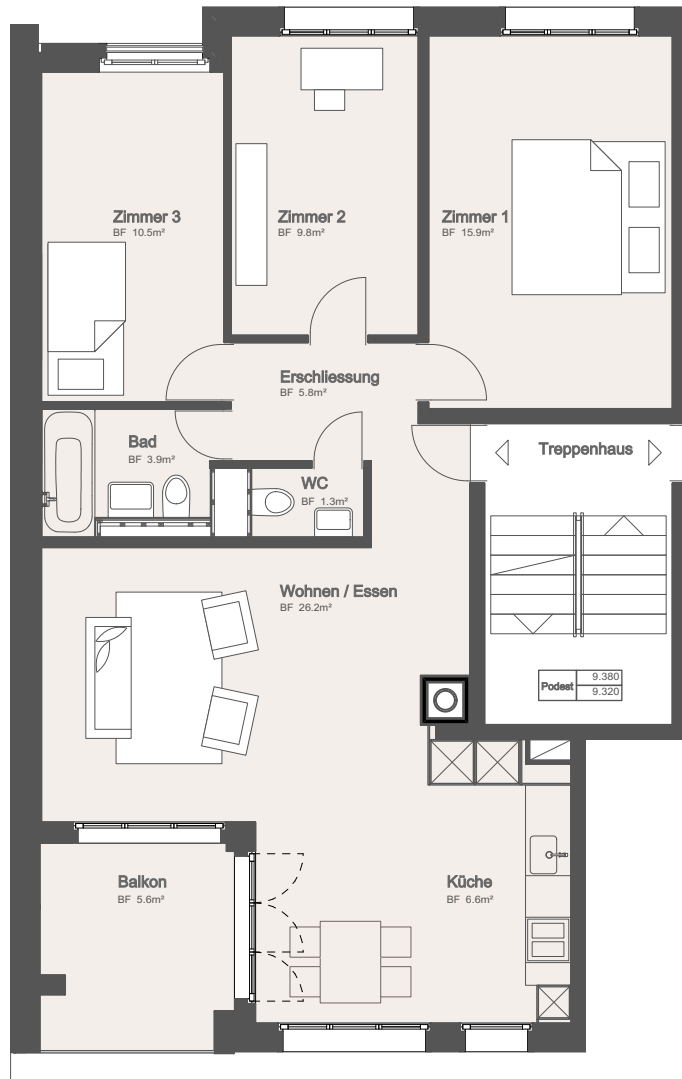 Zimmer 3
BF 10.5m²
Zimmer 2
BF 9.8m²
Zimmer 1
BF 15.9m²
Erschliessung
BF 5.8m²
Bad
BF 3.9m²
Treppenhaus
WC
BF 1.3m²
Wohnen / Essen
BF 26.2m²
Podest
9.380
9.320
Balkon
BF 5.6m²
Küche
BF 6.6m²